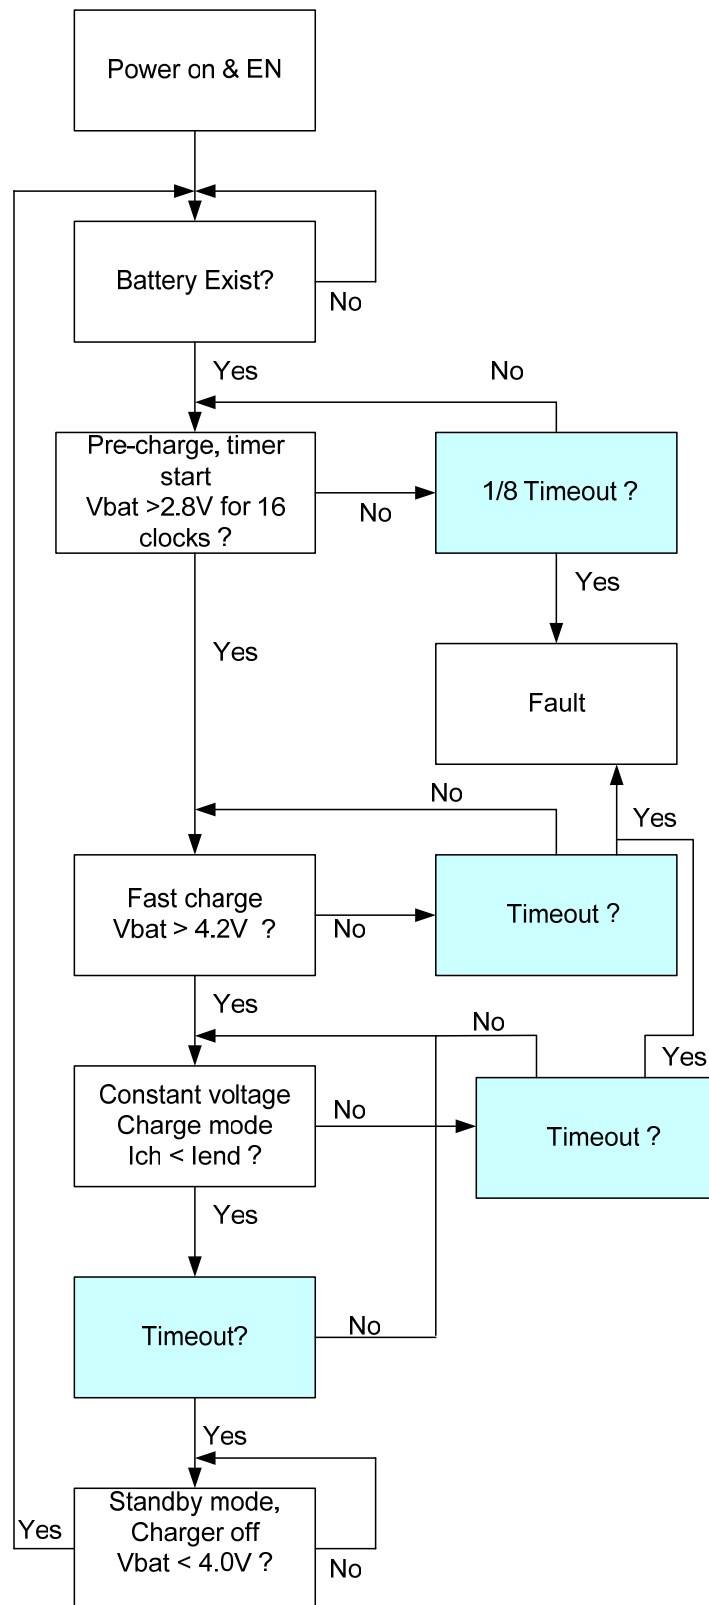 Power on & EN
Battery Exist?
No
Yes
No
Pre-charge, timer
start
Vbat >2.8V for 16
clocks ?
No
1/8 Timeout ?
Yes
Yes
Fault
No
Yes
Fast charge
Vbat > 4.2V ?
No
Timeout ?
Yes
No
Yes
Constant voltage
Charge mode
Ich < Iend ?
No
Timeout ?
Yes
Timeout?
No
Yes
Standby mode,
Charger off
Vbat < 4.0V ?
Yes
No